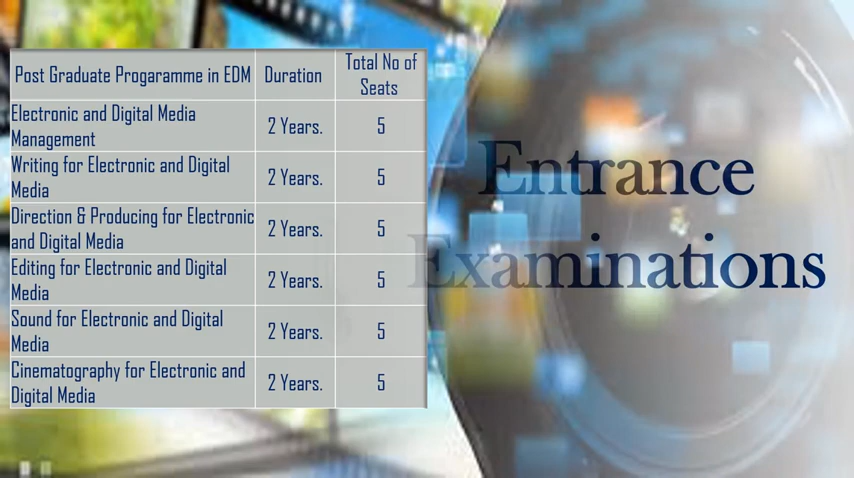 Post Graduate Progaramme in EDM Duration Total No of
Seats
Electronic and Digital Media
Management 2 Years. 5
Writing for Electronic and Digital
Media 2 Years. 5
Direction & Producing for Electronic
and Digital Media 2 Years. 5
Editing for Electronic and Digital
Media 2 Years. 5
Sound for Electronic and Digital
Media 2 Years. 5
Cinematography for Electronic and
Digital Media 2 Years. 5
Entrance
Examinations